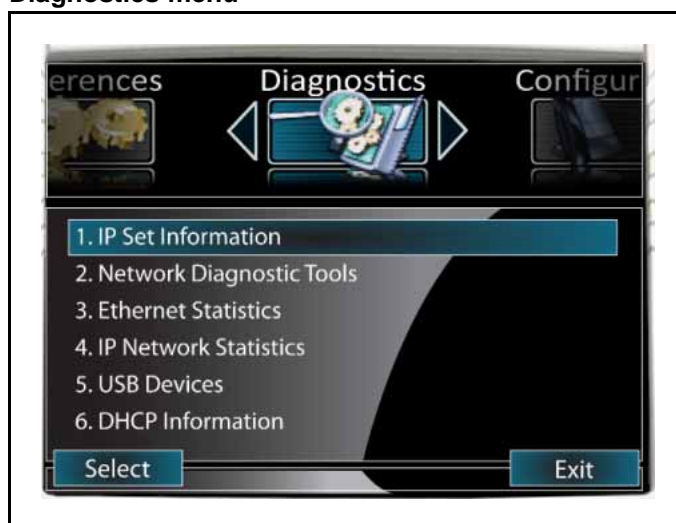 Diagnostics menu
erences Diagnostics Configur
1. IP Set Information
2. Network Diagnostic Tools
3. Ethernet Statistics
4. IP Network Statistics
5. USB Devices
6. DHCP Information
Select Exit